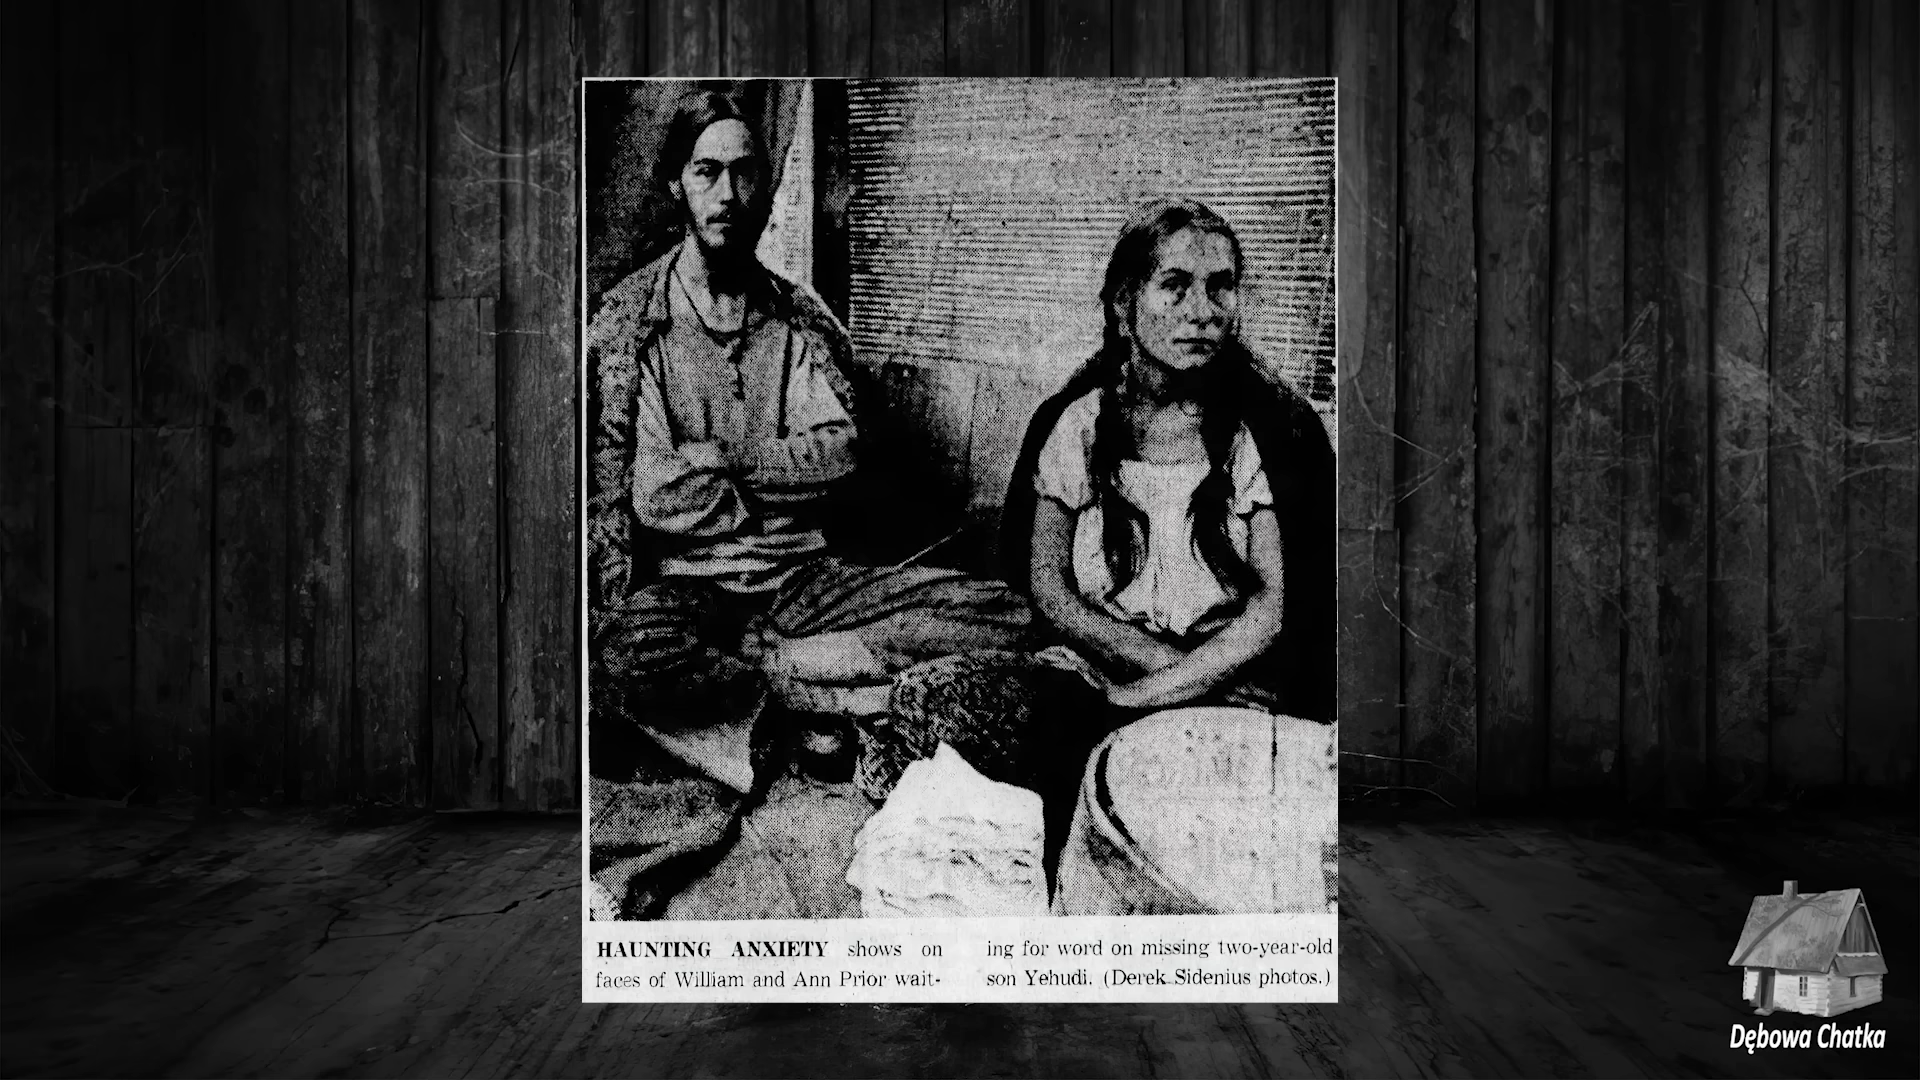 HAUNTING ANXIETY shows on
faces of William and Ann Prior wait-
ing for word on missing two-year-old
son Yehudi. (Derek Sidenius photos.)
Dębowa Chatka